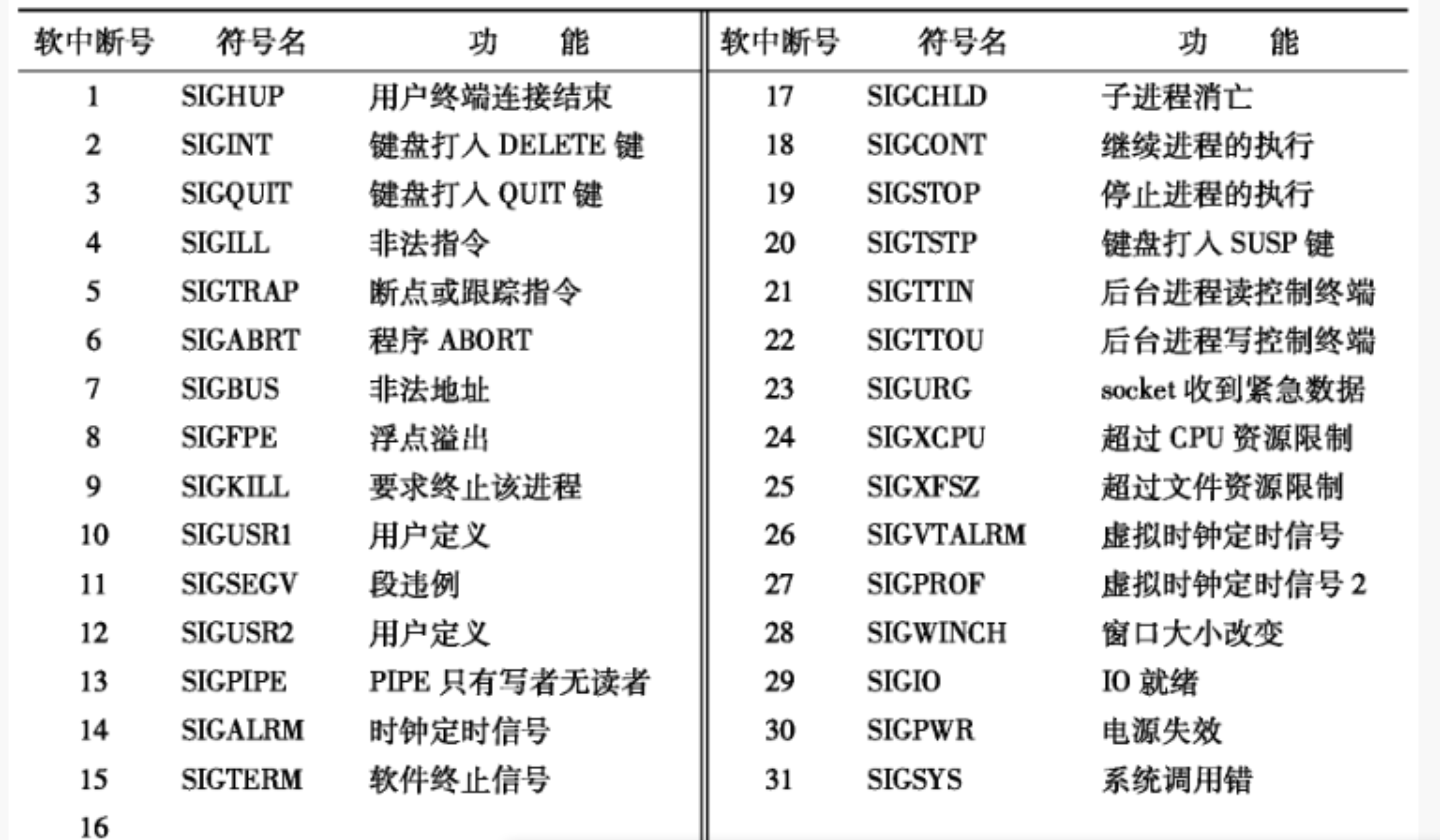 软中断号 符号名 功 能 软中断号 符号名 功 能
1 SIGHUP 用户终端连接结束 17 SIGCHLD 子进程消亡
2 SIGINT 键盘打入 DELETE 键 18 SIGCONT 继续进程的执行
3 SIGQUIT 键盘打入 QUIT 键 19 SIGSTOP 停止进程的执行
4 SIGILL 非法指令 20 SIGTSTP 键盘打入 SUSP 键
5 SIGTRAP 断点或跟踪指令 21 SIGTTIN 后台进程读控制终端
6 SIGABRT 程序 ABORT 22 SIGTTOU 后台进程写控制终端
7 SIGBUS 非法地址 23 SIGURG socket 收到紧急数据
8 SIGFPE 浮点溢出 24 SIGXCPU 超过 CPU 资源限制
9 SIGKILL 要求终止该进程 25 SIGXFSZ 超过文件资源限制
10 SIGUSR1 用户定义 26 SIGVTALRM 虚拟时钟定时信号
11 SIGSEGV 段违例 27 SIGPROF 虚拟时钟定时信号 2
12 SIGUSR2 用户定义 28 SIGWINCH 窗口大小改变
13 SIGPIPE PIPE 只有写者无读者 29 SIGIO IO 就绪
14 SIGALRM 时钟定时信号 30 SIGPWR 电源失效
15 SIGTERM 软件终止信号 31 SIGSYS 系统调用错
16